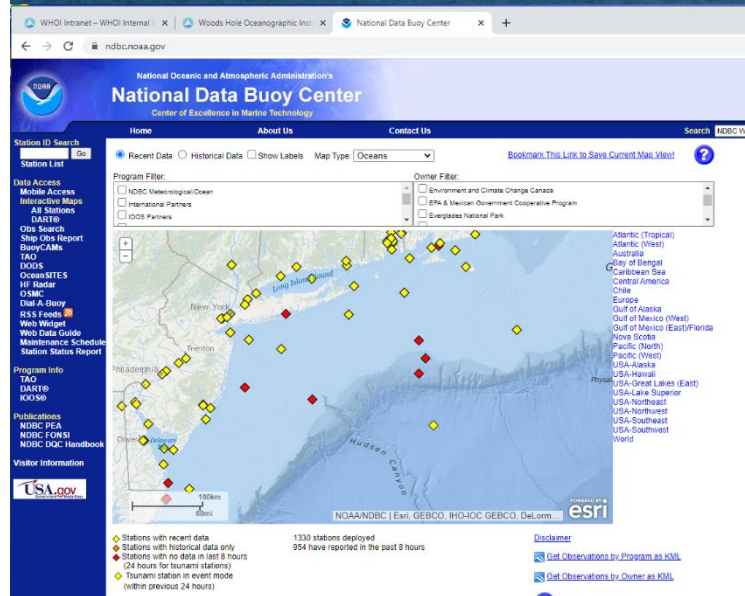 WHOI Intranet – WHOI Internal
Woods Hole Oceanographic Inst
National Data Buoy Center
ndbc.noaa.gov
NOAA
National Oceanic and Atmospheric Administration's
National Data Buoy Center
Center of Excellence in Marine Technology
Home About Us Contact Us Search NDBC W
Station ID Search
Go
Station List
Data Access
Mobile Access
Interactive Maps
All Stations
DART®
Obs Search
Ship Obs Report
BuoyCAMs
TAO
DODS
OceanSITES
HF Radar
OSMC
Dial-A-Buoy
RSS Feeds
Web Widget
Web Data Guide
Maintenance Schedule
Station Status Report
Program Info
TAO
DART®
IOOS®
Publications
NDBC PEA
NDBC FONSI
NDBC DQC Handbook
Visitor Information
USA.gov
Recent Data Historical Data Show Labels Map Type: Oceans Bookmark This Link to Save Current Map View! ?
Program Filter:
NDBC Meteorological/Ocean
International Partners
IOOS Partners
Owner Filter:
Environment and Climate Change Canada
EPA & Mexican Government Cooperative Program
Everglades National Park
+
-
Long Island Sound
New York
Trenton
Philadelphia
Dover
Delaware
Hudson
Canyon
G
Physal
100km
60mi
NOAA/NDBC | Esri, GEBCO, IHO-IOC GEBCO, DeLorm...
POWERED BY
esri
Atlantic (Tropical)
Atlantic (West)
Australia
Bay of Bengal
Caribbean Sea
Central America
Chile
Europe
Gulf of Alaska
Gulf of Mexico (West)
Gulf of Mexico (East)/Florida
Nova Scotia
Pacific (North)
Pacific (West)
USA-Alaska
USA-Hawaii
USA-Great Lakes (East)
USA-Lake Superior
USA-Northeast
USA-Northwest
USA-Southeast
USA-Southwest
World
Stations with recent data
Stations with historical data only
Stations with no data in last 8 hours
(24 hours for tsunami stations)
Tsunami station in event mode
(within previous 24 hours)
1330 stations deployed
954 have reported in the past 8 hours
Disclaimer
Get Observations by Program as KML
Get Observations by Owner as KML